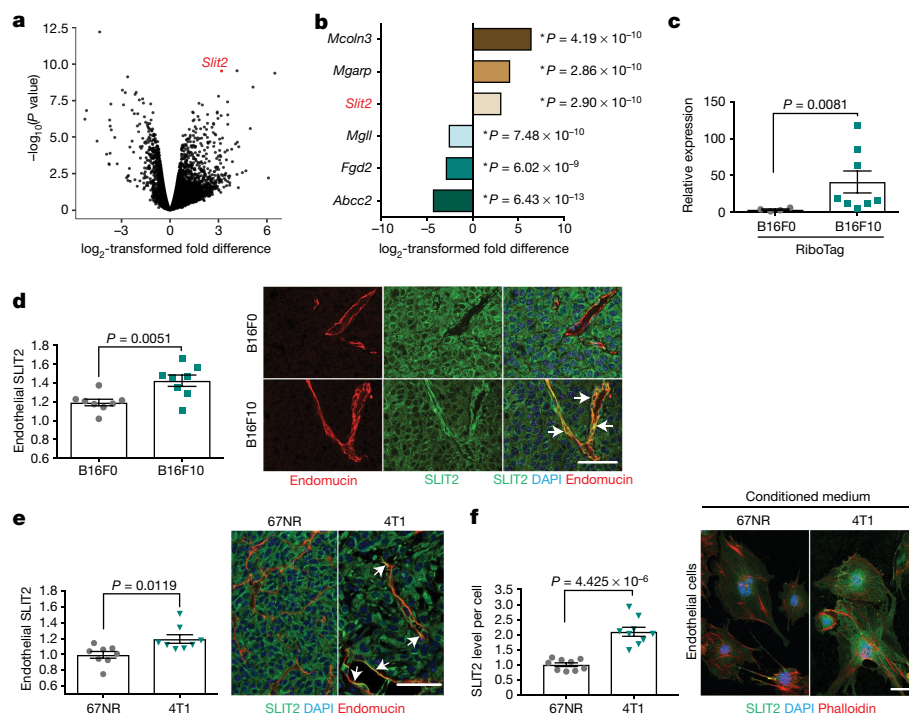 a
12.5
10.0
7.5
5.0
2.5
0
−3
0
3
6
−log10(P value)
log2-transformed fold difference
Slit2
b
Mcoln3
Mgarp
Slit2
Mgll
Fgd2
Abcc2
*P = 4.19 × 10−10
*P = 2.86 × 10−10
*P = 2.90 × 10−10
*P = 7.48 × 10−10
*P = 6.02 × 10−9
*P = 6.43 × 10−13
−10
−5
0
5
10
log2-transformed fold difference
c
P = 0.0081
150
100
50
0
Relative expression
B16F0
B16F10
RiboTag
d
P = 0.0051
1.8
1.6
1.4
1.2
1.0
0.8
0.6
Endothelial SLIT2
B16F0
B16F10
B16F0
B16F10
Endomucin
SLIT2
SLIT2 DAPI Endomucin
e
P = 0.0119
1.8
1.6
1.4
1.2
1.0
0.8
Endothelial SLIT2
67NR
4T1
67NR
4T1
SLIT2 DAPI Endomucin
f
P = 4.425 × 10−6
3.5
3.0
2.5
2.0
1.5
1.0
0.5
0
SLIT2 level per cell
67NR
4T1
Conditioned medium
67NR
4T1
Endothelial cells
SLIT2 DAPI Phalloidin